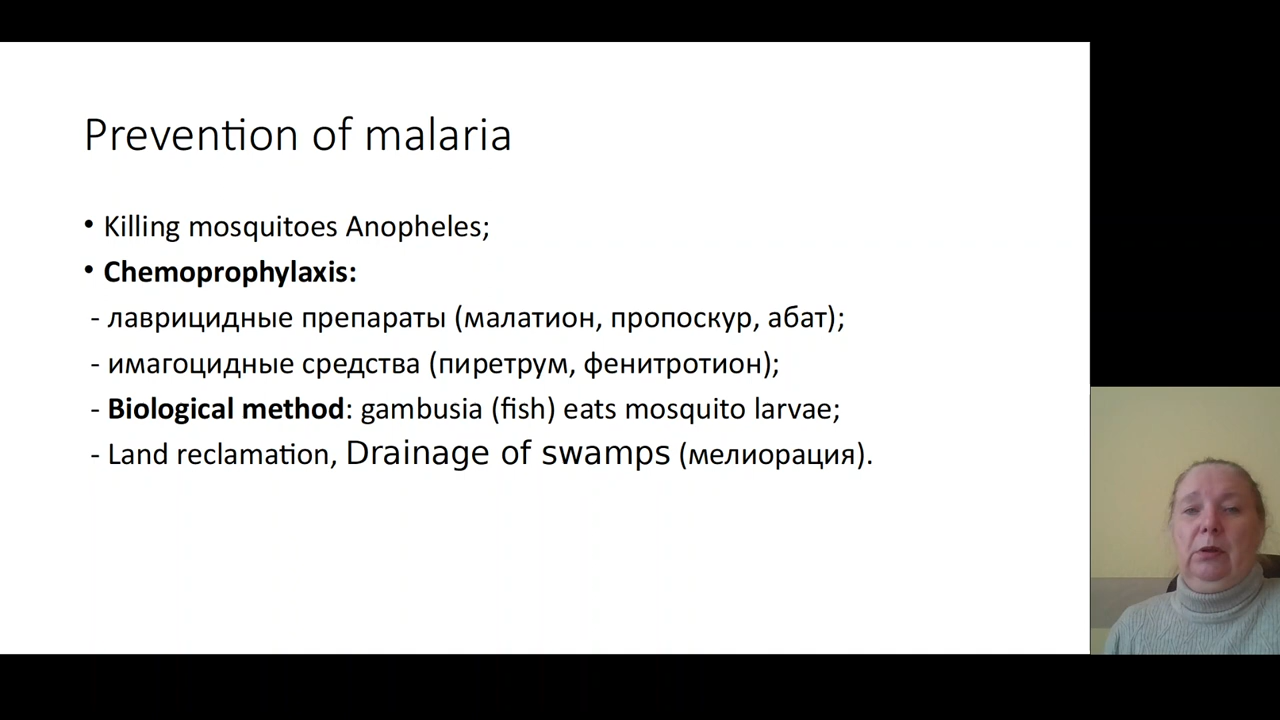 Prevention of malaria
• Killing mosquitoes Anopheles;
• Chemoprophylaxis:
- лаврицидные препараты (малатион, пропоскур, абат);
- имагоцидные средства (пиретрум, фенитротион);
- Biological method: gambusia (fish) eats mosquito larvae;
- Land reclamation, Drainage of swamps (мелиорация).